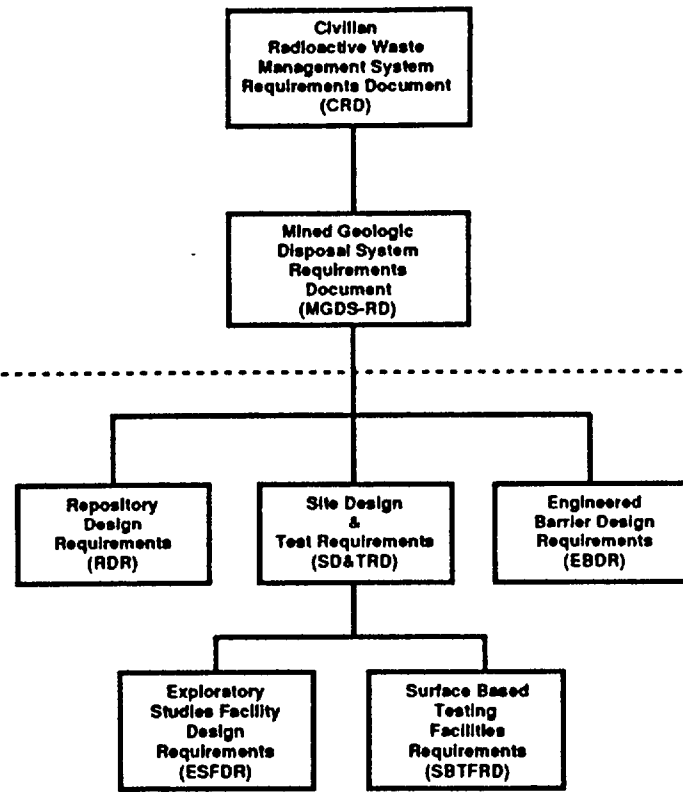 Civilian
Radioactive Waste
Management System
Requirements Document
(CRD)
Mined Geologic
Disposal System
Requirements
Document
(MGDS-RD)
Repository
Design
Requirements
(RDR)
Site Design
&
Test Requirements
(SD&TRD)
Engineered
Barrier Design
Requirements
(EBDR)
Exploratory
Studies Facility
Design
Requirements
(ESFDR)
Surface Based
Testing
Facilities
Requirements
(SBTFRD)